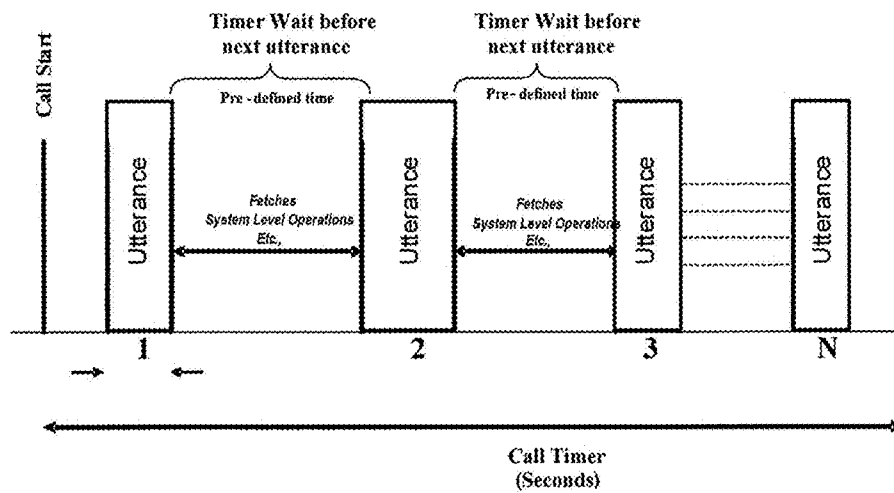 Timer Wait before
next utterance
Timer Wait before
next utterance
Call Start
Pre-defined time
Pre-defined time
Utterance
Utterance
Utterance
Utterance
Fetches
System Level Operations
Etc.,
Fetches
System Level Operations
Etc.,
1
2
3
N
Call Timer
(Seconds)